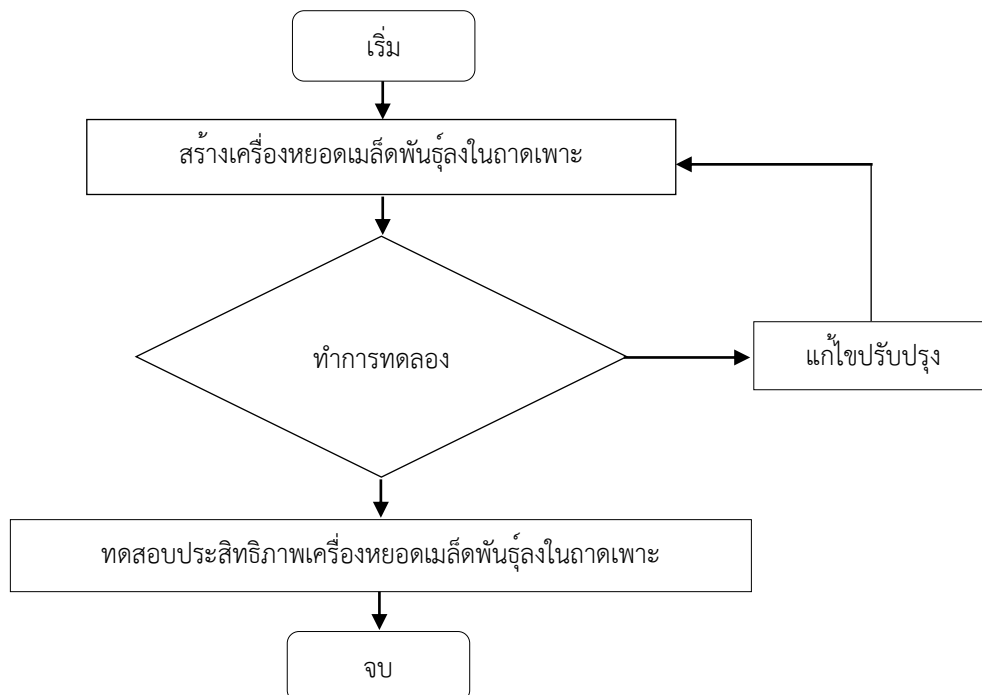 เริ่ม
สร้างเครื่องหยอดเมล็ดพันธุ์ลงในถาดเพาะ
ทำการทดลอง
แก้ไขปรับปรุง
ทดสอบประสิทธิภาพเครื่องหยอดเมล็ดพันธุ์ลงในถาดเพาะ
จบ